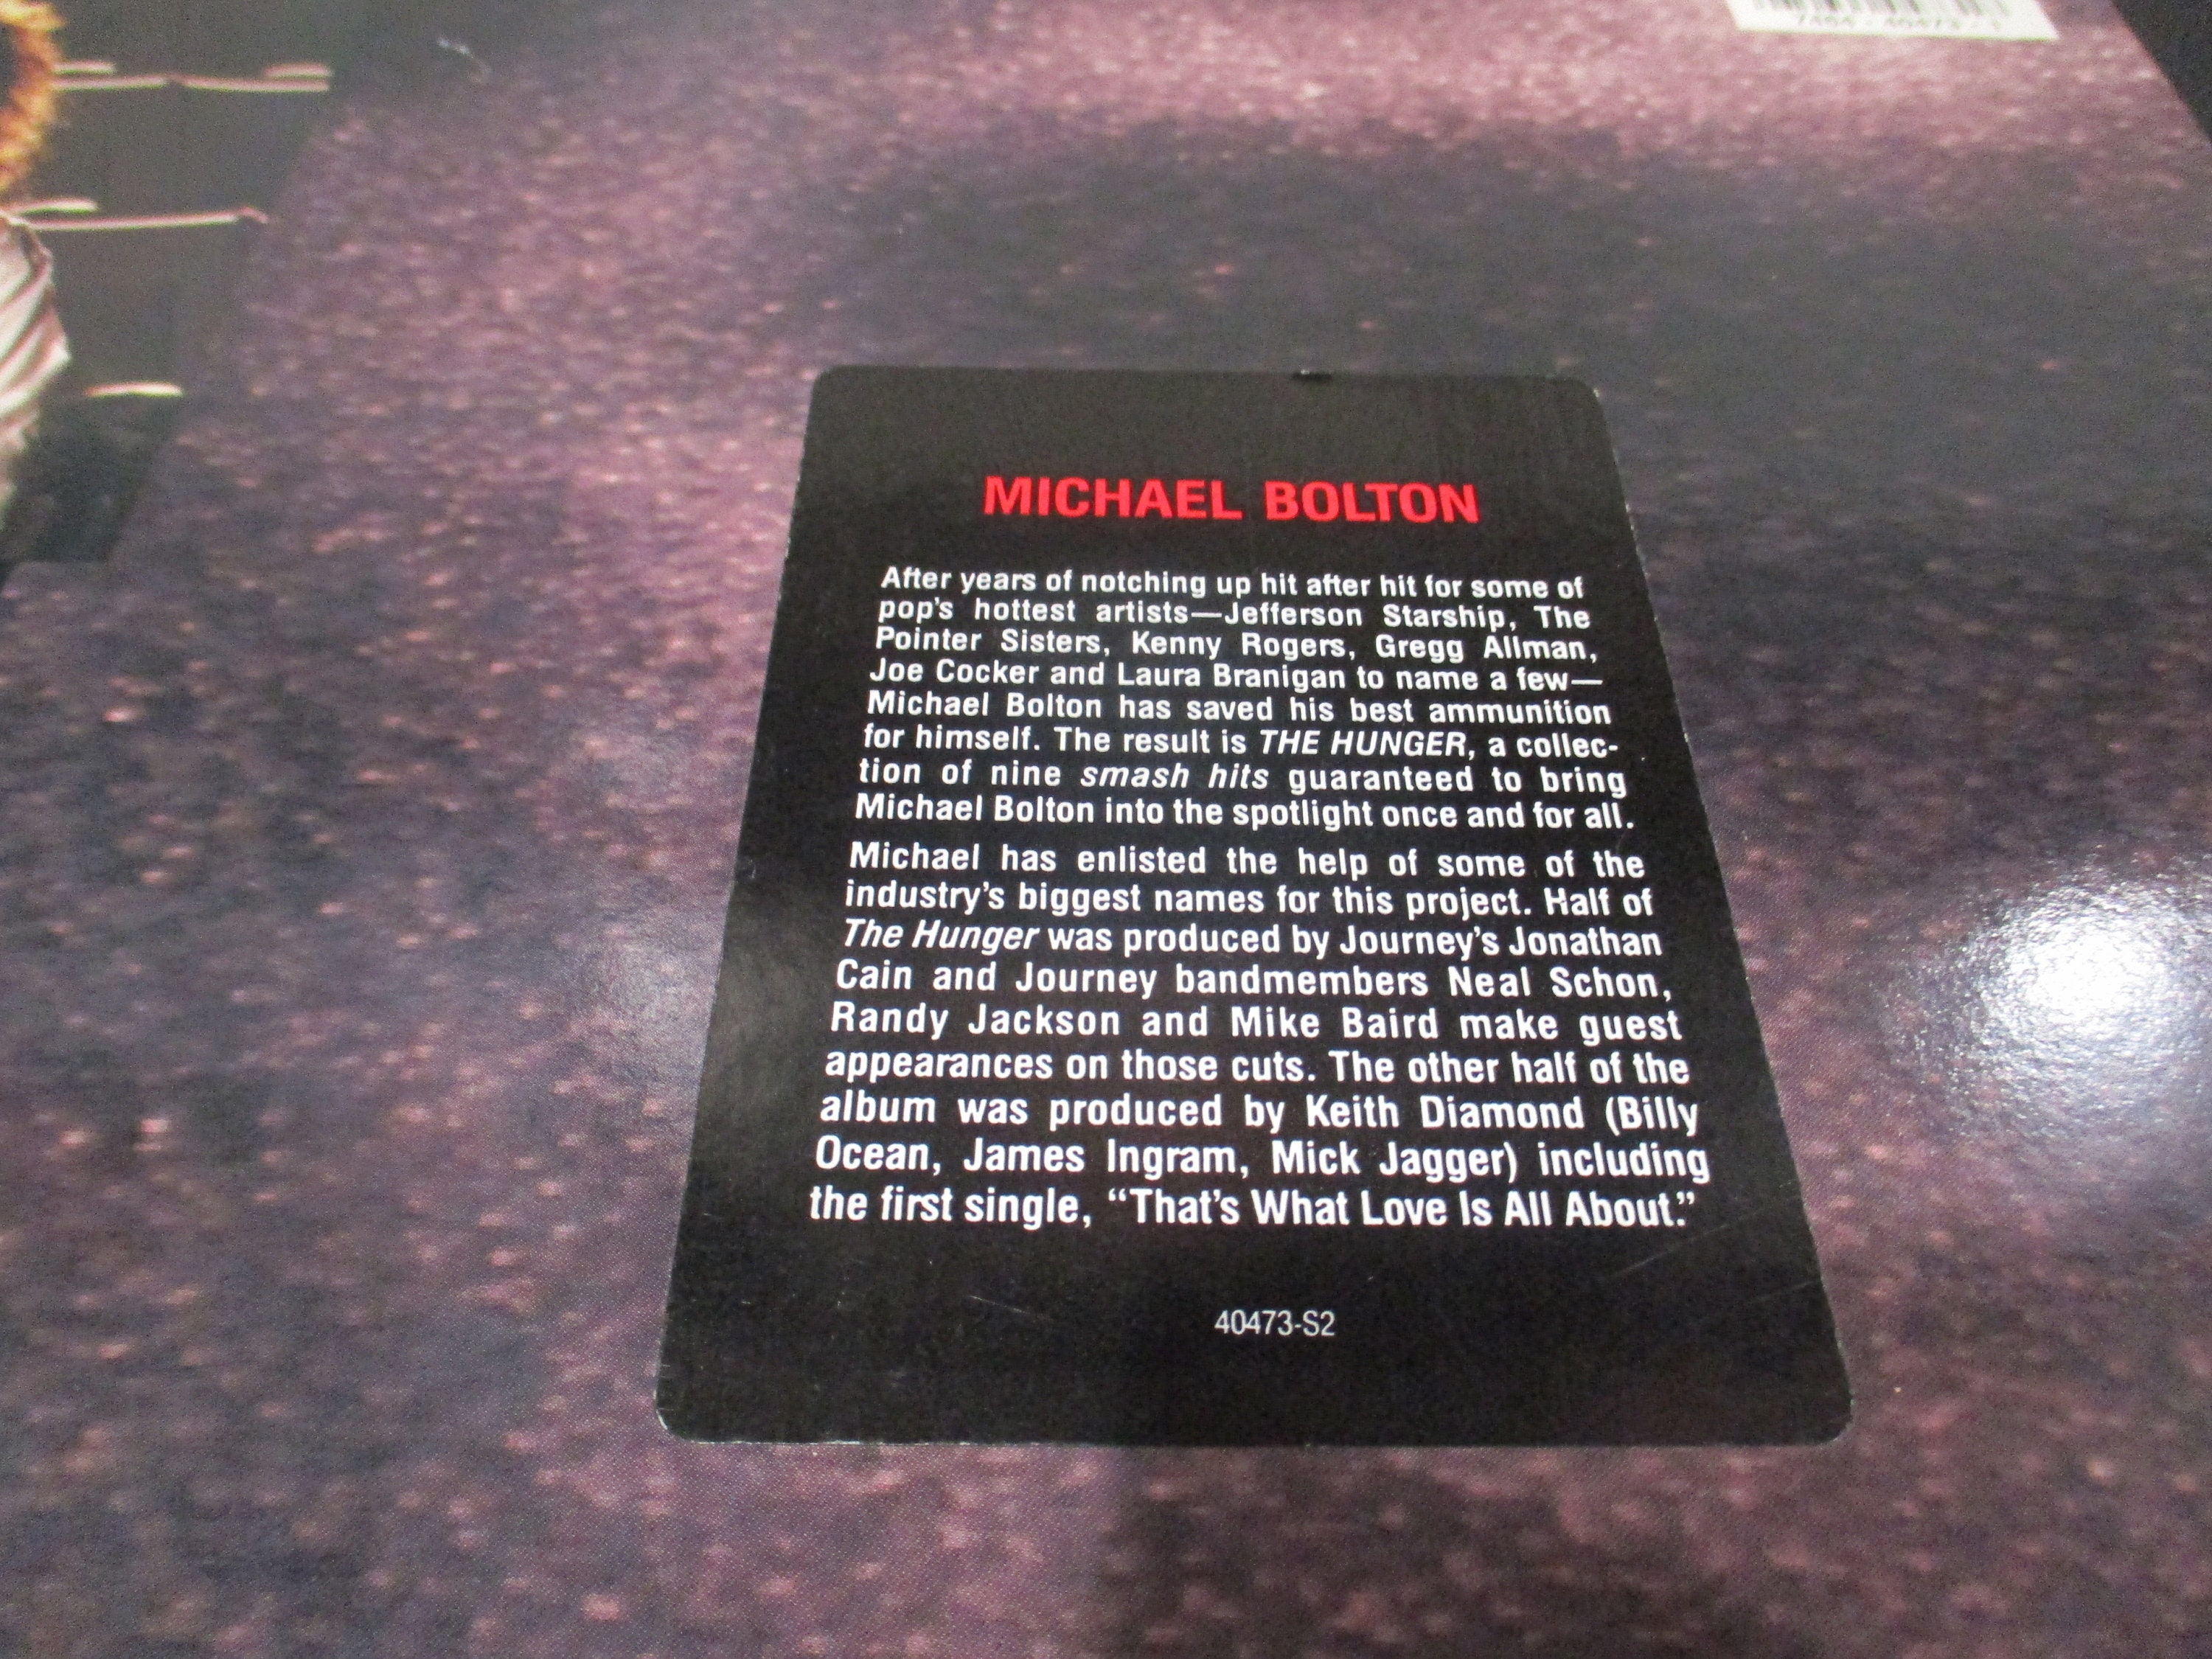 MICHAEL BOLTON
After years of notching up hit after hit for some of
pop's hottest artists—Jefferson Starship, The
Pointer Sisters, Kenny Rogers, Gregg Allman,
Joe Cocker and Laura Branigan to name a few—
Michael Bolton has saved his best ammunition
for himself. The result is THE HUNGER, a collec-
tion of nine smash hits guaranteed to bring
Michael Bolton into the spotlight once and for all.
Michael has enlisted the help of some of the
industry's biggest names for this project. Half of
The Hunger was produced by Journey's Jonathan
Cain and Journey bandmembers Neal Schon,
Randy Jackson and Mike Baird make guest
appearances on those cuts. The other half of the
album was produced by Keith Diamond (Billy
Ocean, James Ingram, Mick Jagger) including
the first single, “That's What Love Is All About.”
40473-S2